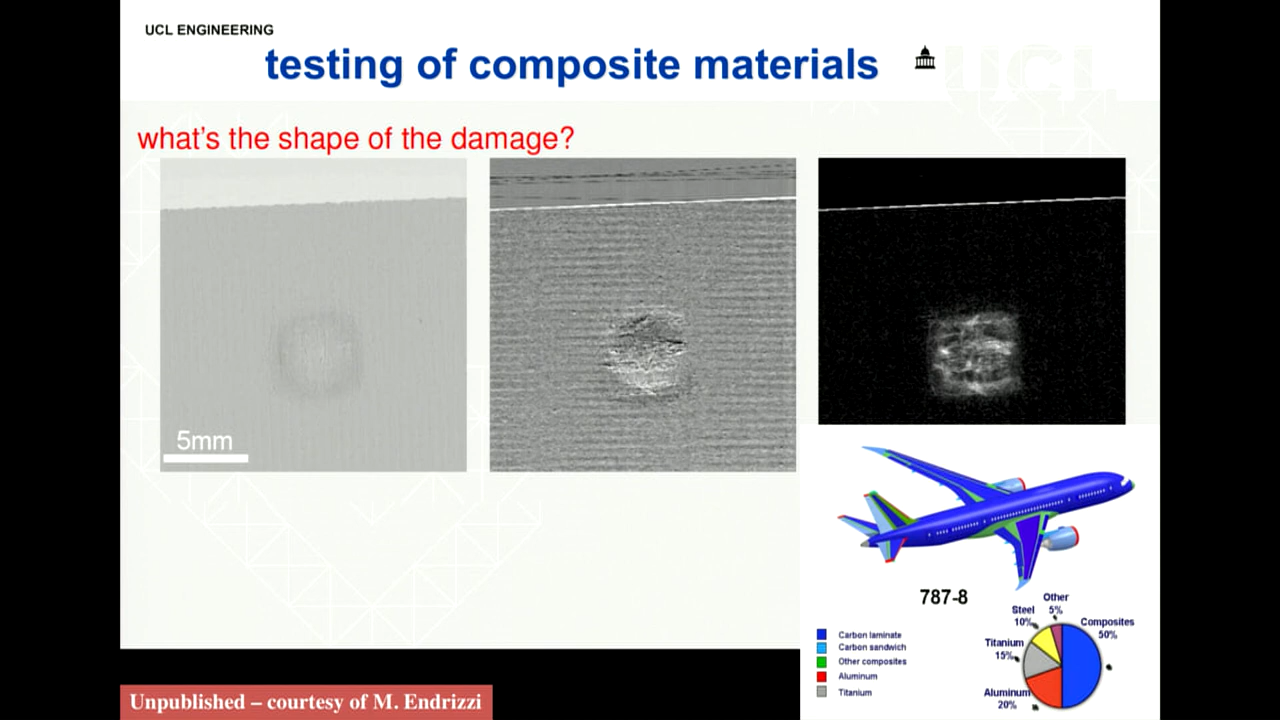 UCL ENGINEERING
testing of composite materials
UCL
what's the shape of the damage?
5mm
787-8
Carbon laminate
Carbon sandwich
Other composites
Aluminum
Titanium
Other
5%
Steel
10%
Composites
50%
Titanium
15%
Aluminum
20%
Unpublished – courtesy of M. Endrizzi